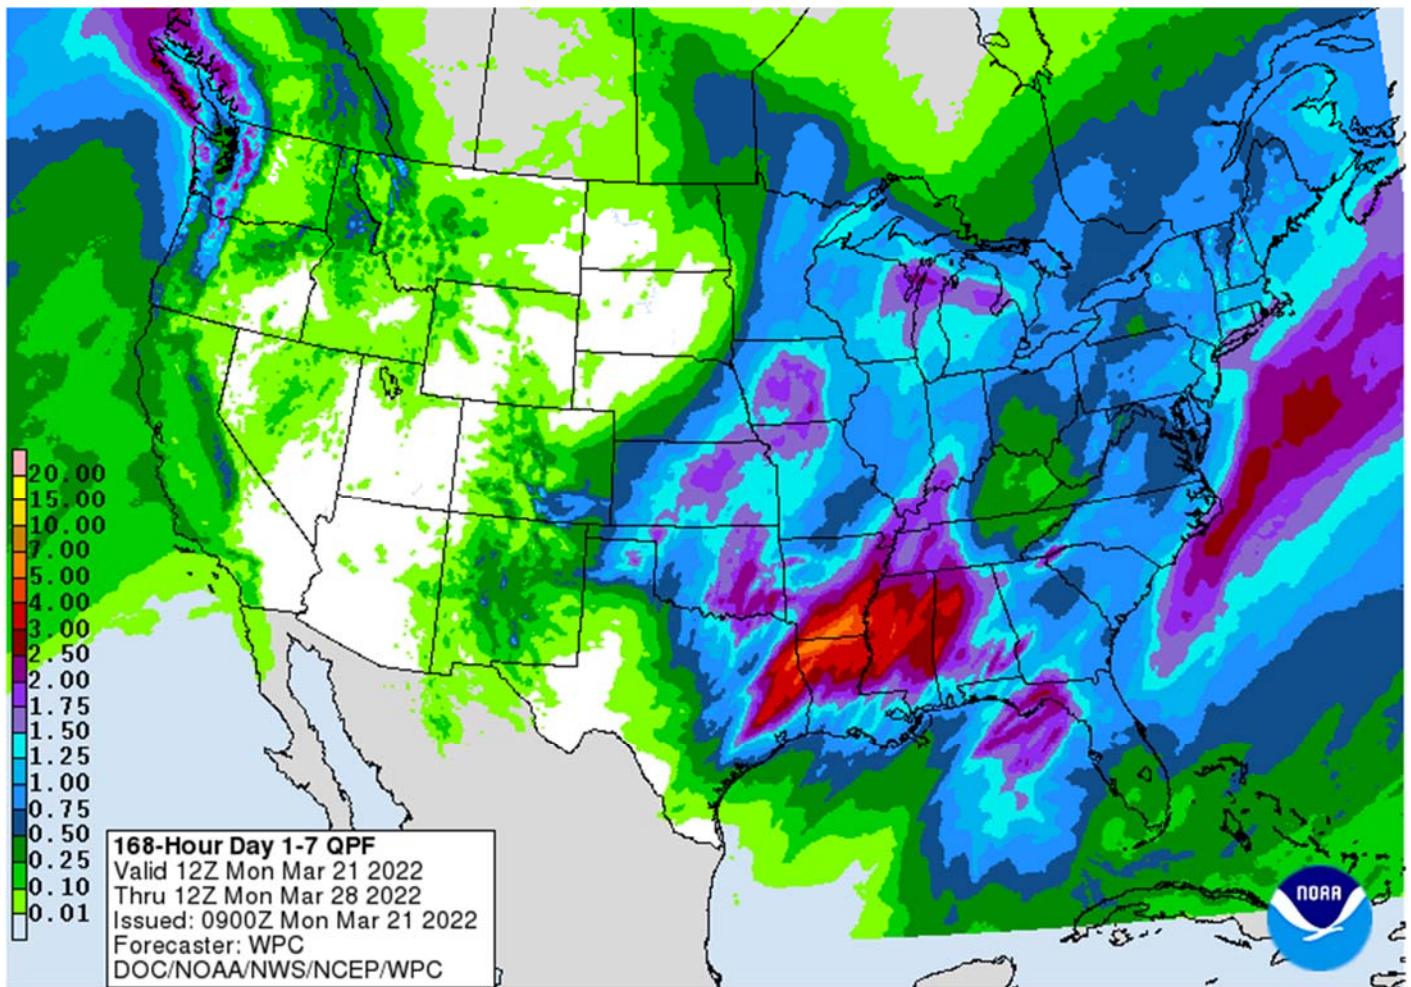 20.00
15.00
10.00
7.00
5.00
4.00
3.00
2.50
2.00
1.75
1.50
1.25
1.00
0.75
0.50
0.25
0.10
0.01
168-Hour Day 1-7 QPF
Valid 12Z Mon Mar 21 2022
Thru 12Z Mon Mar 28 2022
Issued: 0900Z Mon Mar 21 2022
Forecaster: WPC
DOC/NOAA/NWS/NCEP/WPC
NOAA